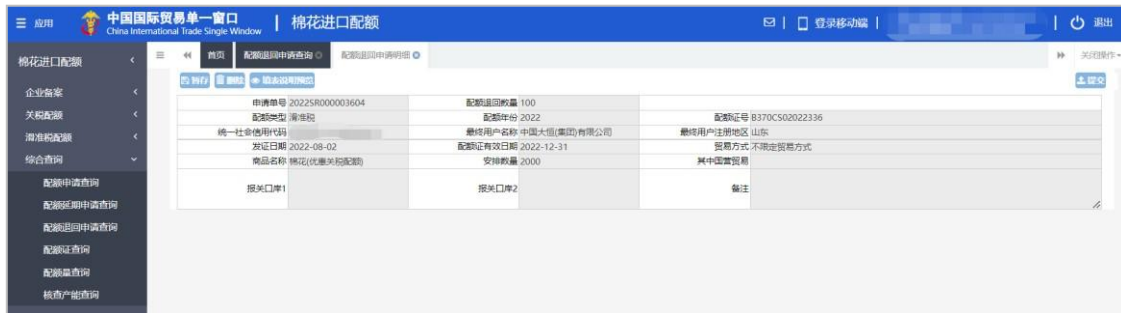 应用
中国国际贸易单一窗口
China International Trade Single Window
棉花进口配额
登录移动端
退出
棉花进口配额
首页
配额退回申请查询
配额退回申请明细
关闭操作
企业备案
关税配额
滑准税配额
综合查询
配额申请查询
配额延期申请查询
配额退回申请查询
配额证查询
配额量查询
核查产能查询
暂存 删除 填表说明预览
提交
申请单号 2022SR000003604 配额退回数量 100
配额类型 滑准税 配额年份 2022 配额证号 B370CS02022336
统一社会信用代码 最终用户名称 中国大恒(集团)有限公司 最终用户注册地区 山东
发证日期 2022-08-02 配额证有效日期 2022-12-31 贸易方式 不限定贸易方式
商品名称 棉花(优惠关税配额) 安排数量 2000 其中国营贸易
报关口岸1 报关口岸2 备注